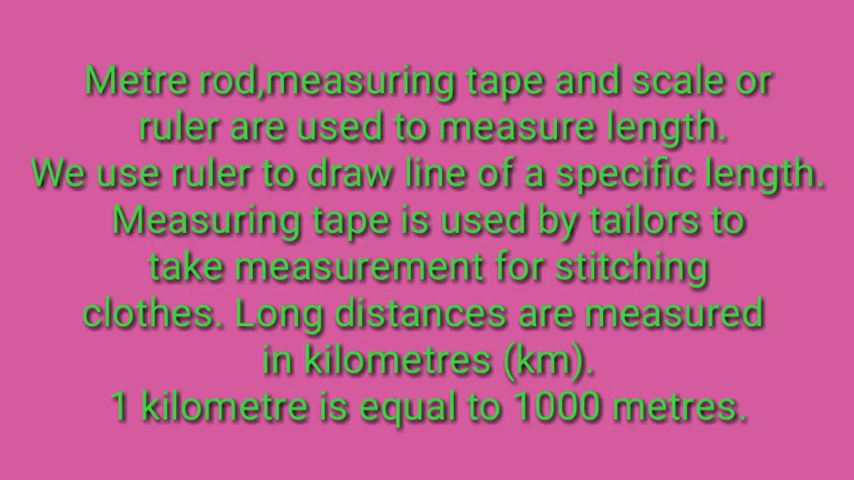 Metre rod,measuring tape and scale or
ruler are used to measure length.
We use ruler to draw line of a specific length.
Measuring tape is used by tailors to
take measurement for stitching
clothes. Long distances are measured
in kilometres (km).
1 kilometre is equal to 1000 metres.